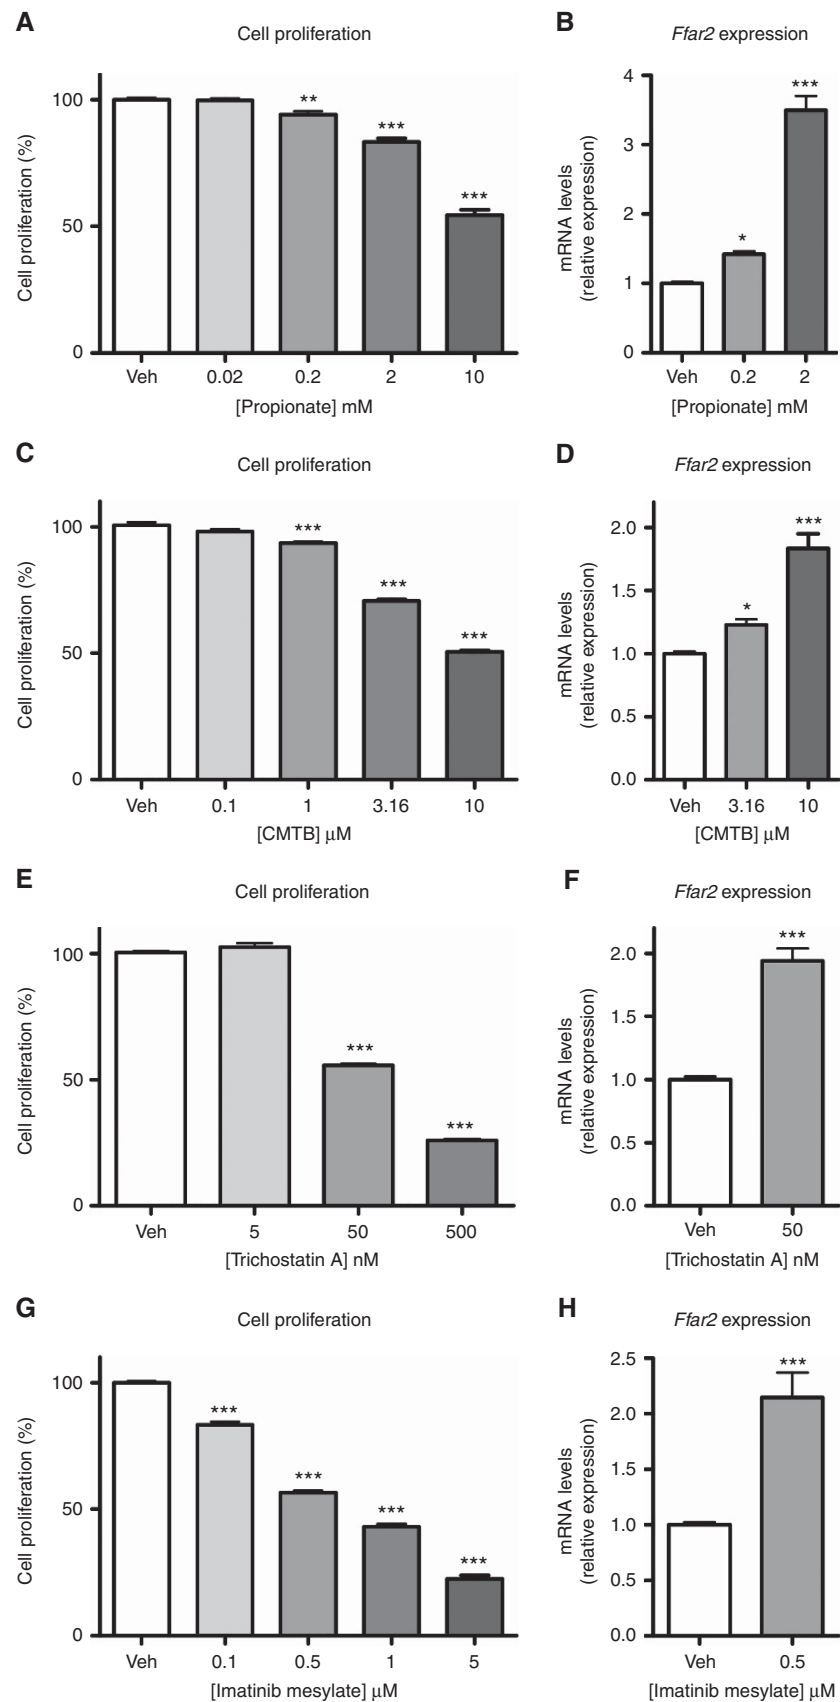 A
Cell proliferation
Cell proliferation (%)
100
50
0
**
***
***
Veh 0.02 0.2 2 10
[Propionate] mM
B
Ffar2 expression
mRNA levels
(relative expression)
4
3
2
1
0
*
***
Veh 0.2 2
[Propionate] mM
C
Cell proliferation
Cell proliferation (%)
100
50
0
***
***
***
Veh 0.1 1 3.16 10
[CMTB] μM
D
Ffar2 expression
mRNA levels
(relative expression)
2.0
1.5
1.0
0.5
0.0
*
***
Veh 3.16 10
[CMTB] μM
E
Cell proliferation
Cell proliferation (%)
100
50
0
***
***
Veh 5 50 500
[Trichostatin A] nM
F
Ffar2 expression
mRNA levels
(relative expression)
2.0
1.5
1.0
0.5
0.0
***
Veh 50
[Trichostatin A] nM
G
Cell proliferation
Cell proliferation (%)
100
50
0
***
***
***
***
Veh 0.1 0.5 1 5
[Imatinib mesylate] μM
H
Ffar2 expression
mRNA levels
(relative expression)
2.5
2.0
1.5
1.0
0.5
0.0
***
Veh 0.5
[Imatinib mesylate] μM